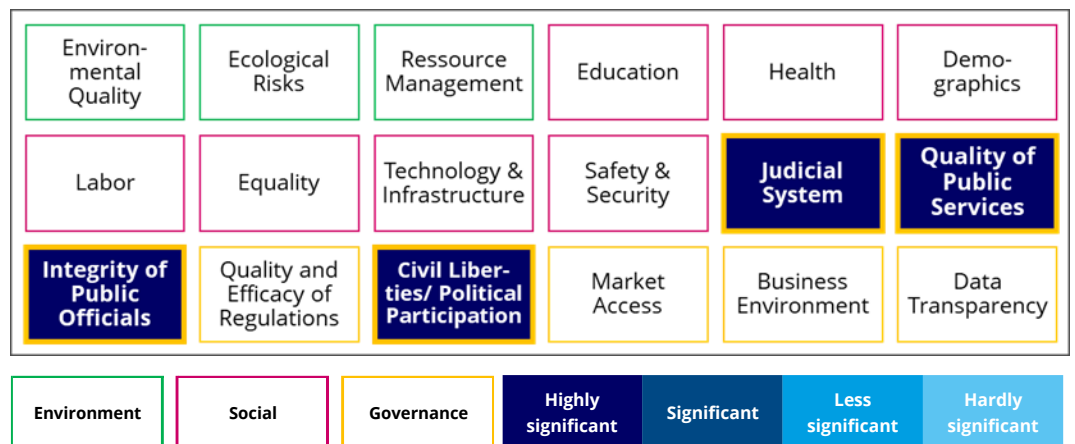 Environ-
mental
Quality
Ecological
Risks
Ressource
Management
Education
Health
Demo-
graphics
Labor
Equality
Technology &
Infrastructure
Safety &
Security
Judicial
System
Quality of
Public
Services
Integrity of
Public
Officials
Quality and
Efficacy of
Regulations
Civil Liber-
ties/ Political
Participation
Market
Access
Business
Environment
Data
Transparency
Environment
Social
Governance
Highly
significant
Significant
Less
significant
Hardly
significant